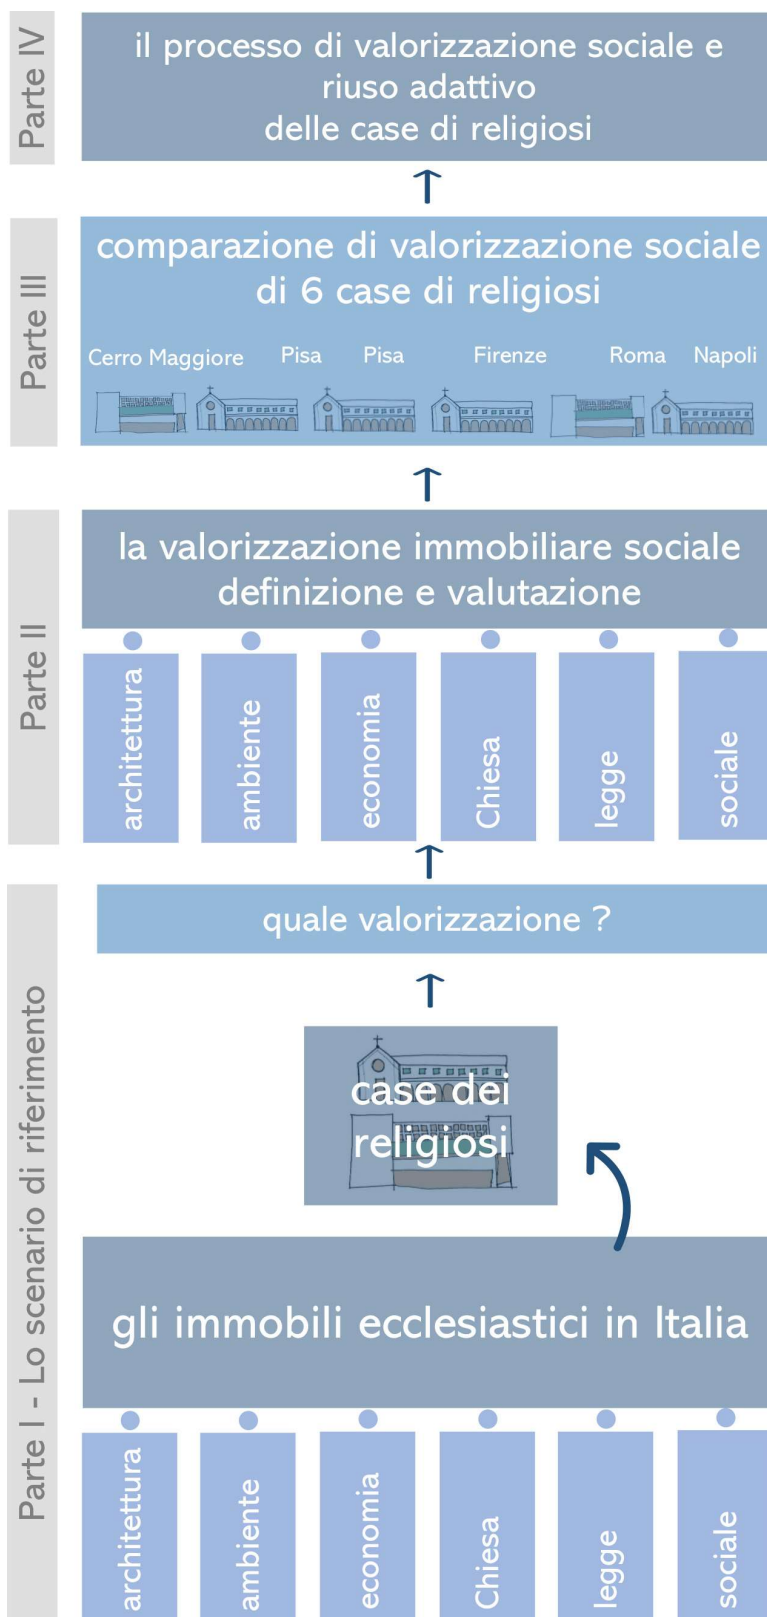 Parte IV
il processo di valorizzazione sociale e
riuso adattivo
delle case di religiosi
Parte III
comparazione di valorizzazione sociale
di 6 case di religiosi
Cerro Maggiore Pisa Pisa Firenze Roma Napoli
Parte II
la valorizzazione immobiliare sociale
definizione e valutazione
architettura
ambiente
economia
Chiesa
legge
sociale
Parte I - Lo scenario di riferimento
quale valorizzazione ?
case dei
religiosi
gli immobili ecclesiastici in Italia
architettura
ambiente
economia
Chiesa
legge
sociale